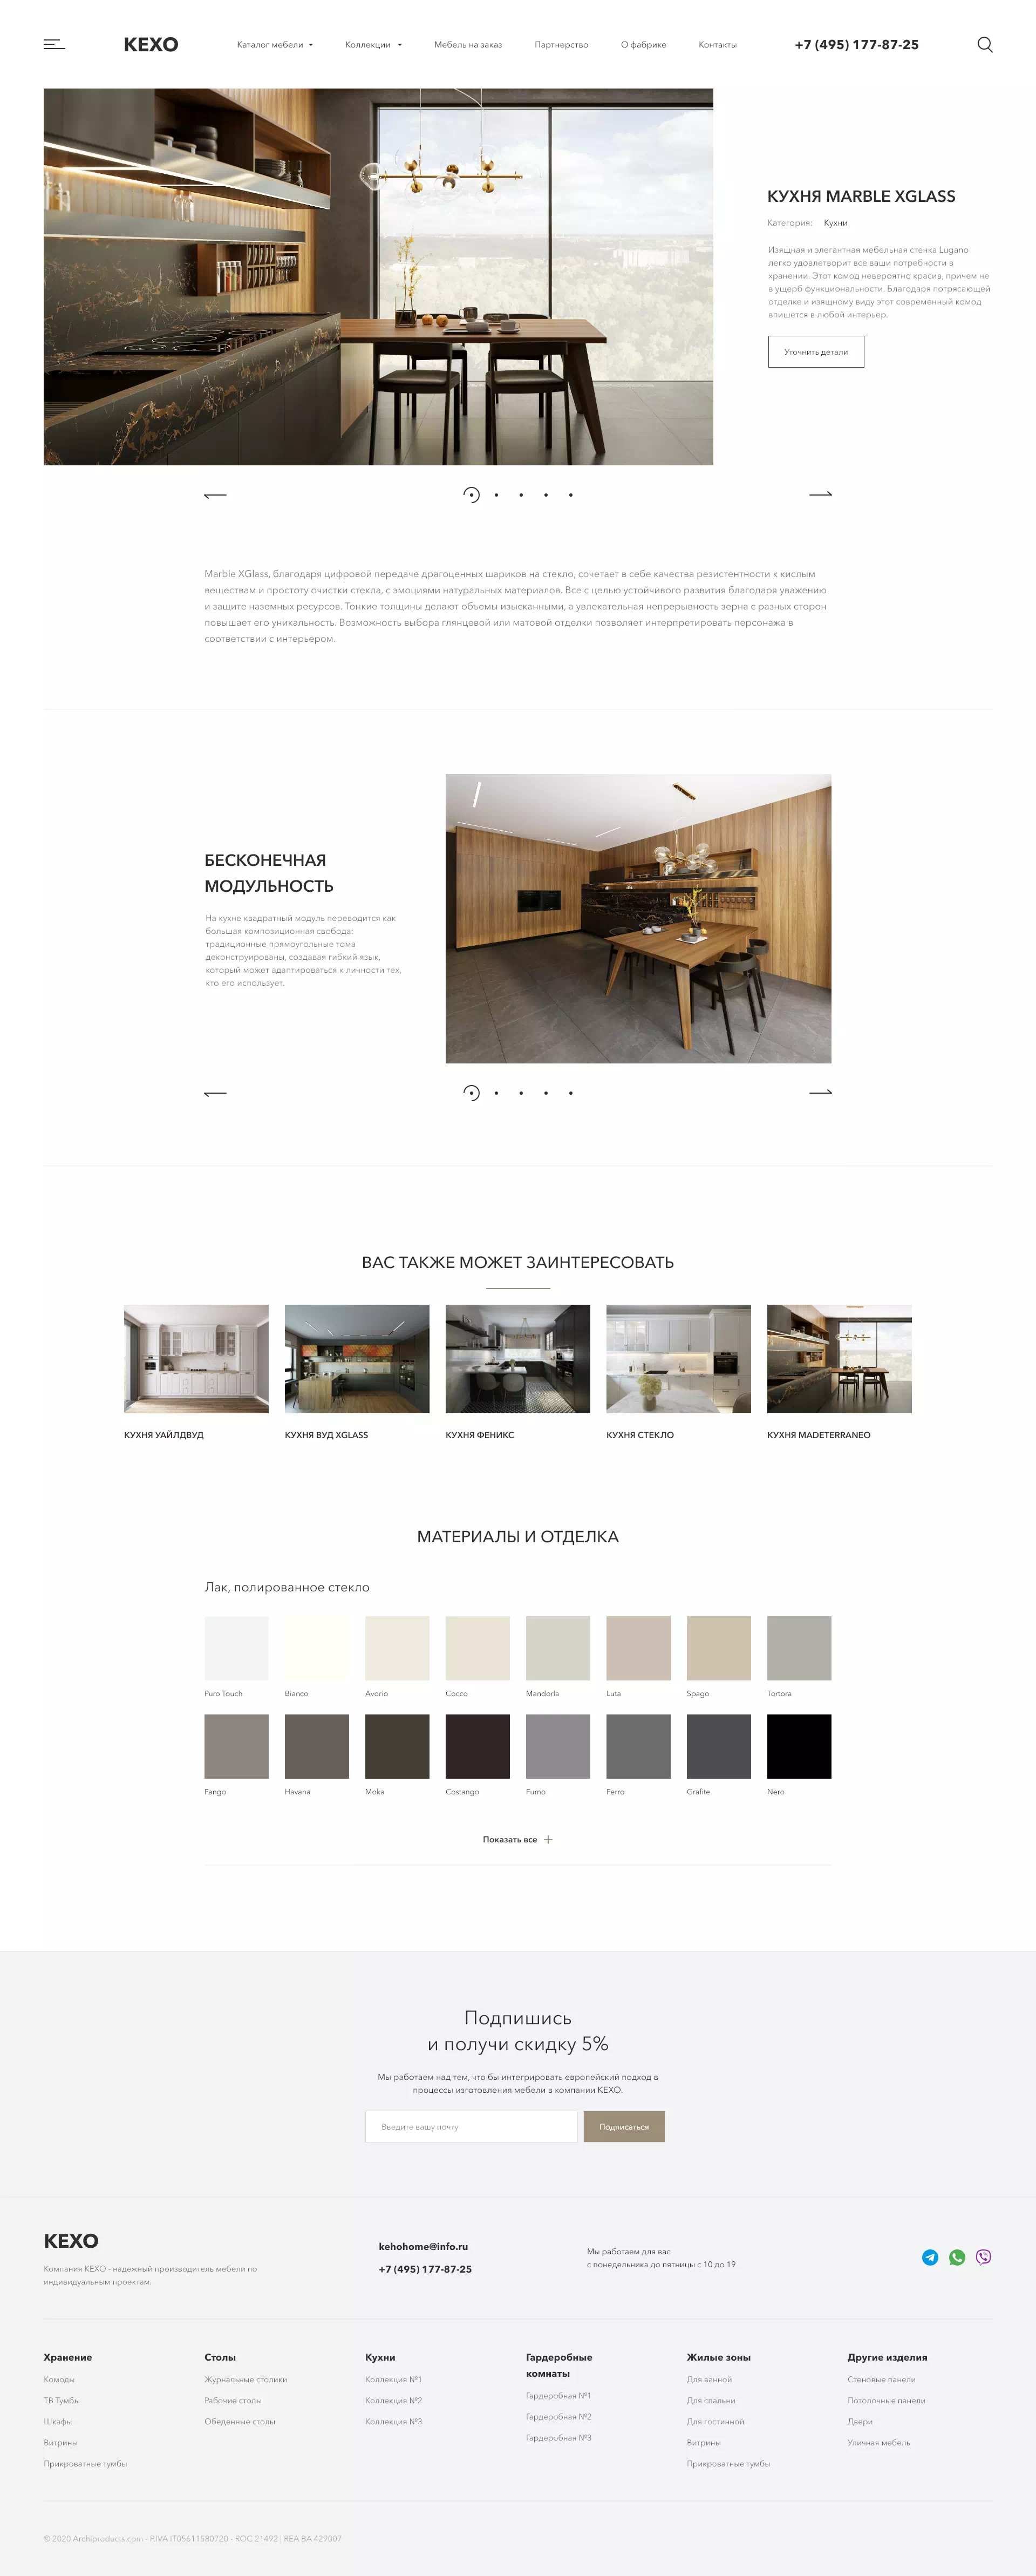 KEXO
Каталог мебели
Коллекции
Мебель на заказ
Партнерство
О фабрике
Контакты
+7 (495) 177-87-25
КУХНЯ MARBLE XGLASS
Категория: Кухни
Изящная и элегантная мебельная стенка Lugano
легко удовлетворит все ваши потребности в
хранении. Этот комод невероятно красив, причем не
в ущерб функциональности. Благодаря потрясающей
отделке и изящному виду этот современный комод
впишется в любой интерьер.
Уточнить детали
Marble XGlass, благодаря цифровой передаче драгоценных шариков на стекло, сочетает в себе качества резистентности к кислым
веществам и простоту очистки стекла, с эмоциями натуральных материалов. Все с целью устойчивого развития благодаря уважению
и защите наземных ресурсов. Тонкие толщины делают объемы изысканными, а увлекательная непрерывность зерна с разных сторон
повышает его уникальность. Возможность выбора глянцевой или матовой отделки позволяет интерпретировать персонажа в
соответствии с интерьером.
БЕСКОНЕЧНАЯ
МОДУЛЬНОСТЬ
На кухне квадратный модуль переводится как
большая композиционная свобода:
традиционные прямоугольные тома
деконструированы, создавая гибкий язык,
который может адаптироваться к личности тех,
кто его использует.
ВАС ТАКЖЕ МОЖЕТ ЗАИНТЕРЕСОВАТЬ
КУХНЯ УАЙЛДВУД
КУХНЯ ВУД XGLASS
КУХНЯ ФЕНИКС
КУХНЯ СТЕКЛО
КУХНЯ MADETERRANEO
МАТЕРИАЛЫ И ОТДЕЛКА
Лак, полированное стекло
Puro Touch
Bianco
Avorio
Cocco
Mandorla
Luta
Spago
Tortora
Fango
Havana
Moka
Costango
Fumo
Ferro
Grafite
Nero
Показать все
Подпишись
и получи скидку 5%
Мы работаем над тем, что бы интегрировать европейский подход в
процессы изготовления мебели в компании KEXO.
Введите вашу почту
Подписаться
KEXO
Компания KEXO - надежный производитель мебели по
индивидуальным проектам.
kehohome@info.ru
+7 (495) 177-87-25
Мы работаем для вас
с понедельника до пятницы с 10 до 19
Хранение
Комоды
ТВ Тумбы
Шкафы
Витрины
Прикроватные тумбы
Столы
Журнальные столики
Рабочие столы
Обеденные столы
Кухни
Коллекция №1
Коллекция №2
Коллекция №3
Гардеробные
комнаты
Гардеробная №1
Гардеробная №2
Гардеробная №3
Жилые зоны
Для ванной
Для спальни
Для гостинной
Витрины
Прикроватные тумбы
Другие изделия
Стеновые панели
Потолочные панели
Двери
Уличная мебель
© 2020 Archiproducts.com - P.IVA IT05611580720 - ROC 21492 | REA BA 429007